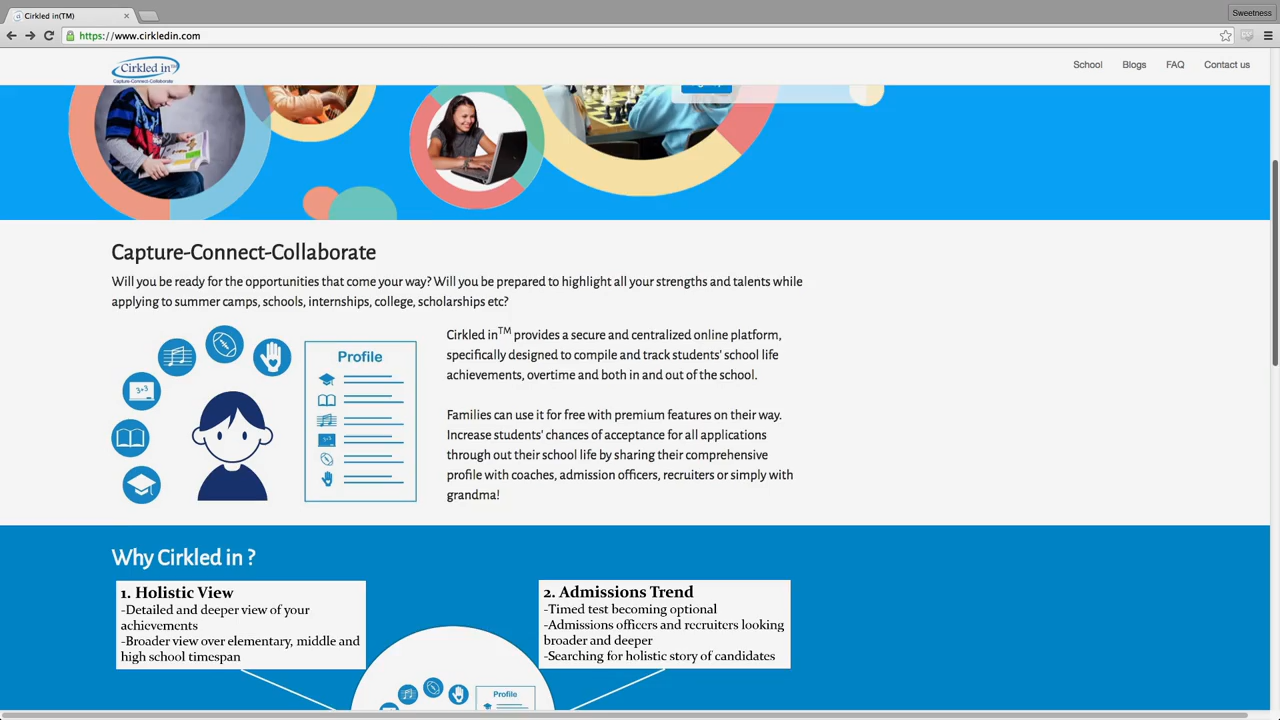 Cirkled in(TM)
Sweetness
https://www.cirkledin.com
Cirkled in™
Capture-Connect-Collaborate
School Blogs FAQ Contact us
Capture-Connect-Collaborate
Will you be ready for the opportunities that come your way? Will you be prepared to highlight all your strengths and talents while
applying to summer camps, schools, internships, college, scholarships etc?
Profile
3+3
Cirkled in™ provides a secure and centralized online platform,
specifically designed to compile and track students' school life
achievements, overtime and both in and out of the school.
Families can use it for free with premium features on their way.
Increase students' chances of acceptance for all applications
through out their school life by sharing their comprehensive
profile with coaches, admission officers, recruiters or simply with
grandma!
Why Cirkled in ?
1. Holistic View
-Detailed and deeper view of your
achievements
-Broader view over elementary, middle and
high school timespan
2. Admissions Trend
-Timed test becoming optional
-Admissions officers and recruiters looking
broader and deeper
-Searching for holistic story of candidates
Profile